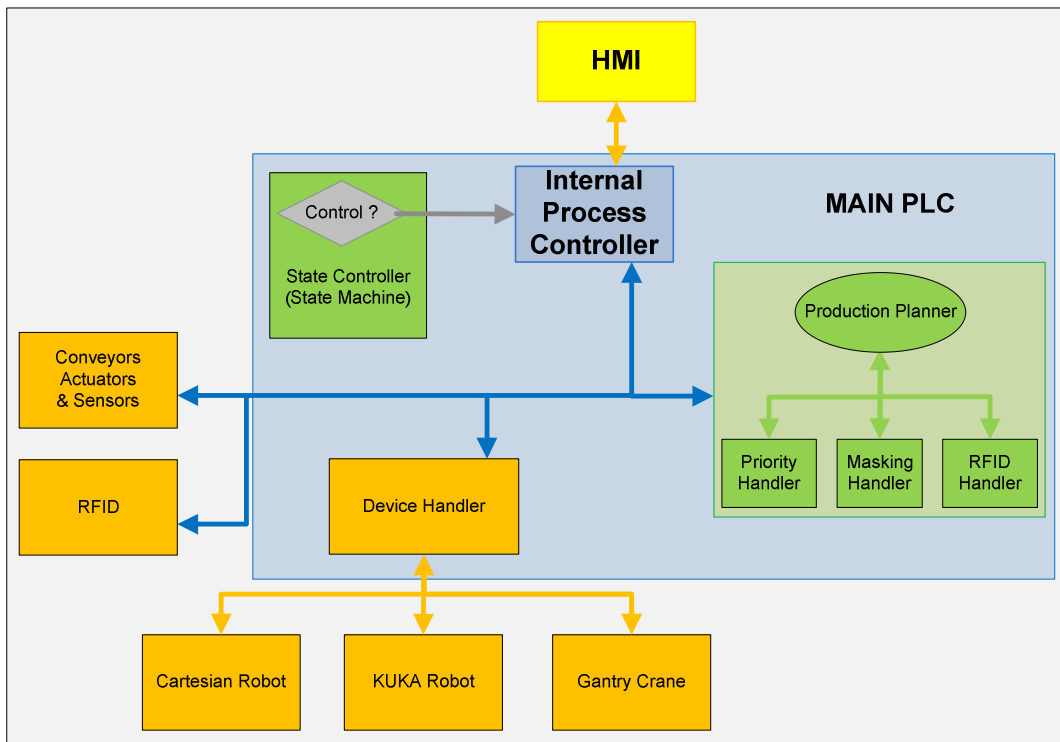 HMI
Internal
Process
Controller
MAIN PLC
Control ?
State Controller
(State Machine)
Production Planner
Conveyors
Actuators
& Sensors
Priority
Handler
Masking
Handler
RFID
Handler
RFID
Device Handler
Cartesian Robot
KUKA Robot
Gantry Crane